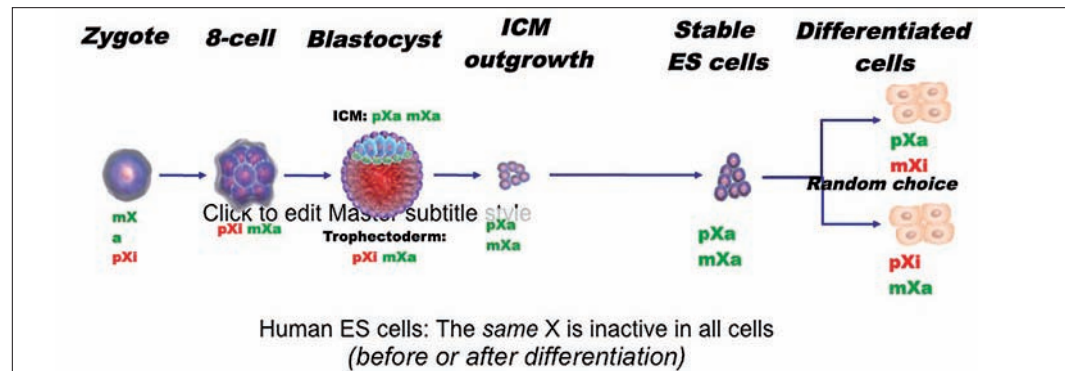 Zygote 8-cell Blastocyst ICM outgrowth Stable ES cells Differentiated cells
ICM: pXa mXa
pXa
mXi
Random choice
Click to edit Master subtitle style
mX
a
pXi
pXi mXa
Trophectoderm:
pXi mXa
pXa
mXa
pXa
mXa
pXi
mXa
Human ES cells: The same X is inactive in all cells
(before or after differentiation)